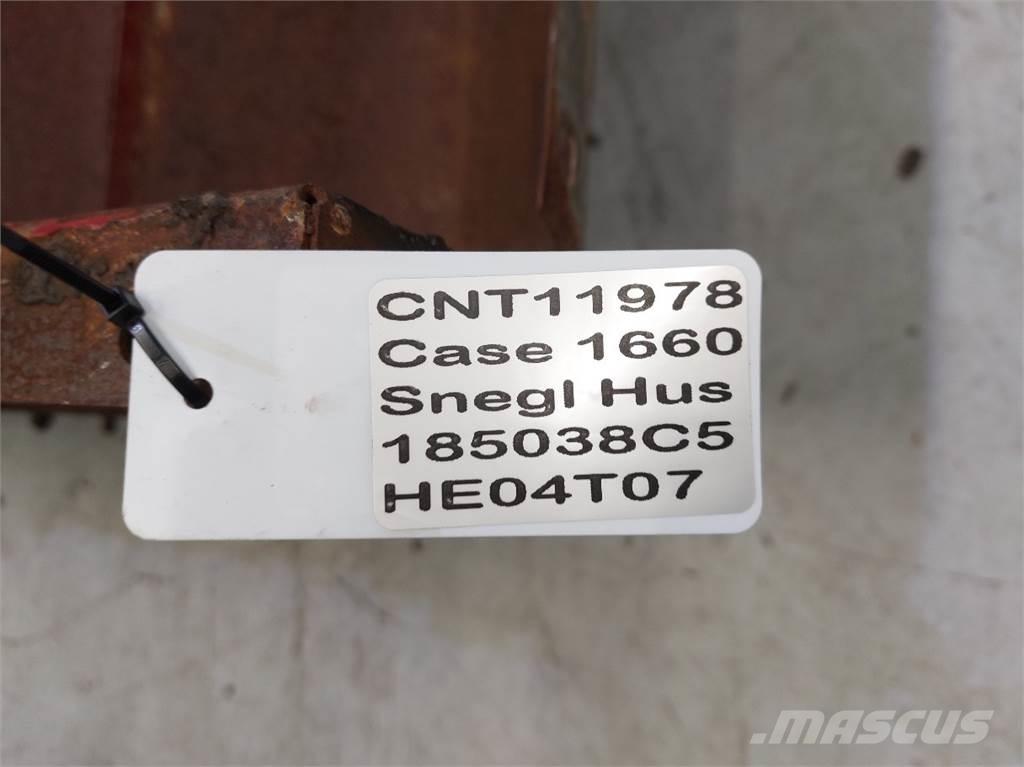 CNT11978
Case 1660
Snegl Hus
185038C5
HE04T07
MASCUS